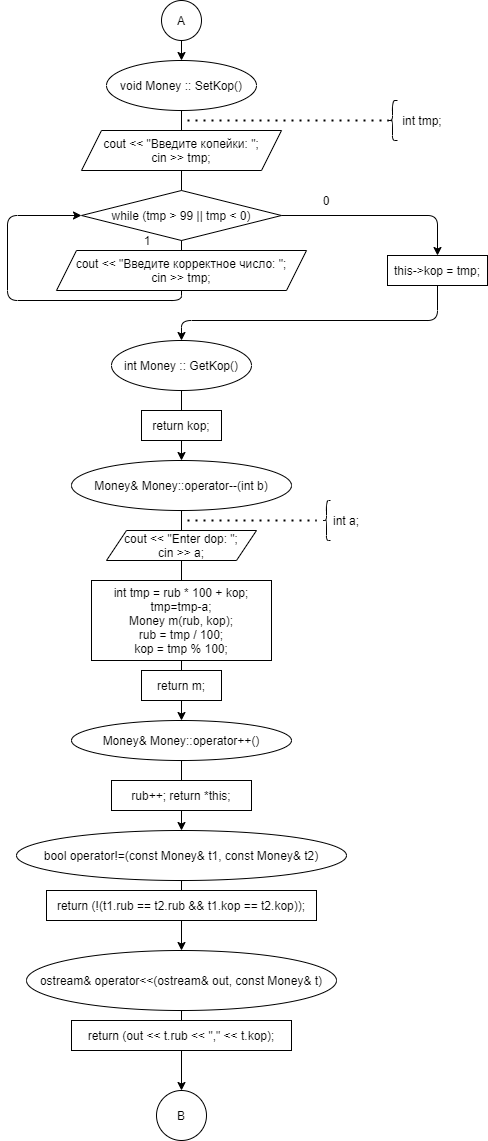 A
void Money :: SetKop()
int tmp;
cout << "Введите копейки: ";
cin >> tmp;
while (tmp > 99 || tmp < 0)
0
1
cout << "Введите корректное число: ";
cin >> tmp;
this->kop = tmp;
int Money :: GetKop()
return kop;
Money& Money::operator--(int b)
int a;
cout << "Enter dop: ";
cin >> a;
int tmp = rub * 100 + kop;
tmp=tmp-a;
Money m(rub, kop);
rub = tmp / 100;
kop = tmp % 100;
return m;
Money& Money::operator++()
rub++; return *this;
bool operator!=(const Money& t1, const Money& t2)
return (!(t1.rub == t2.rub && t1.kop == t2.kop));
ostream& operator<<(ostream& out, const Money& t)
return (out << t.rub << "," << t.kop);
B